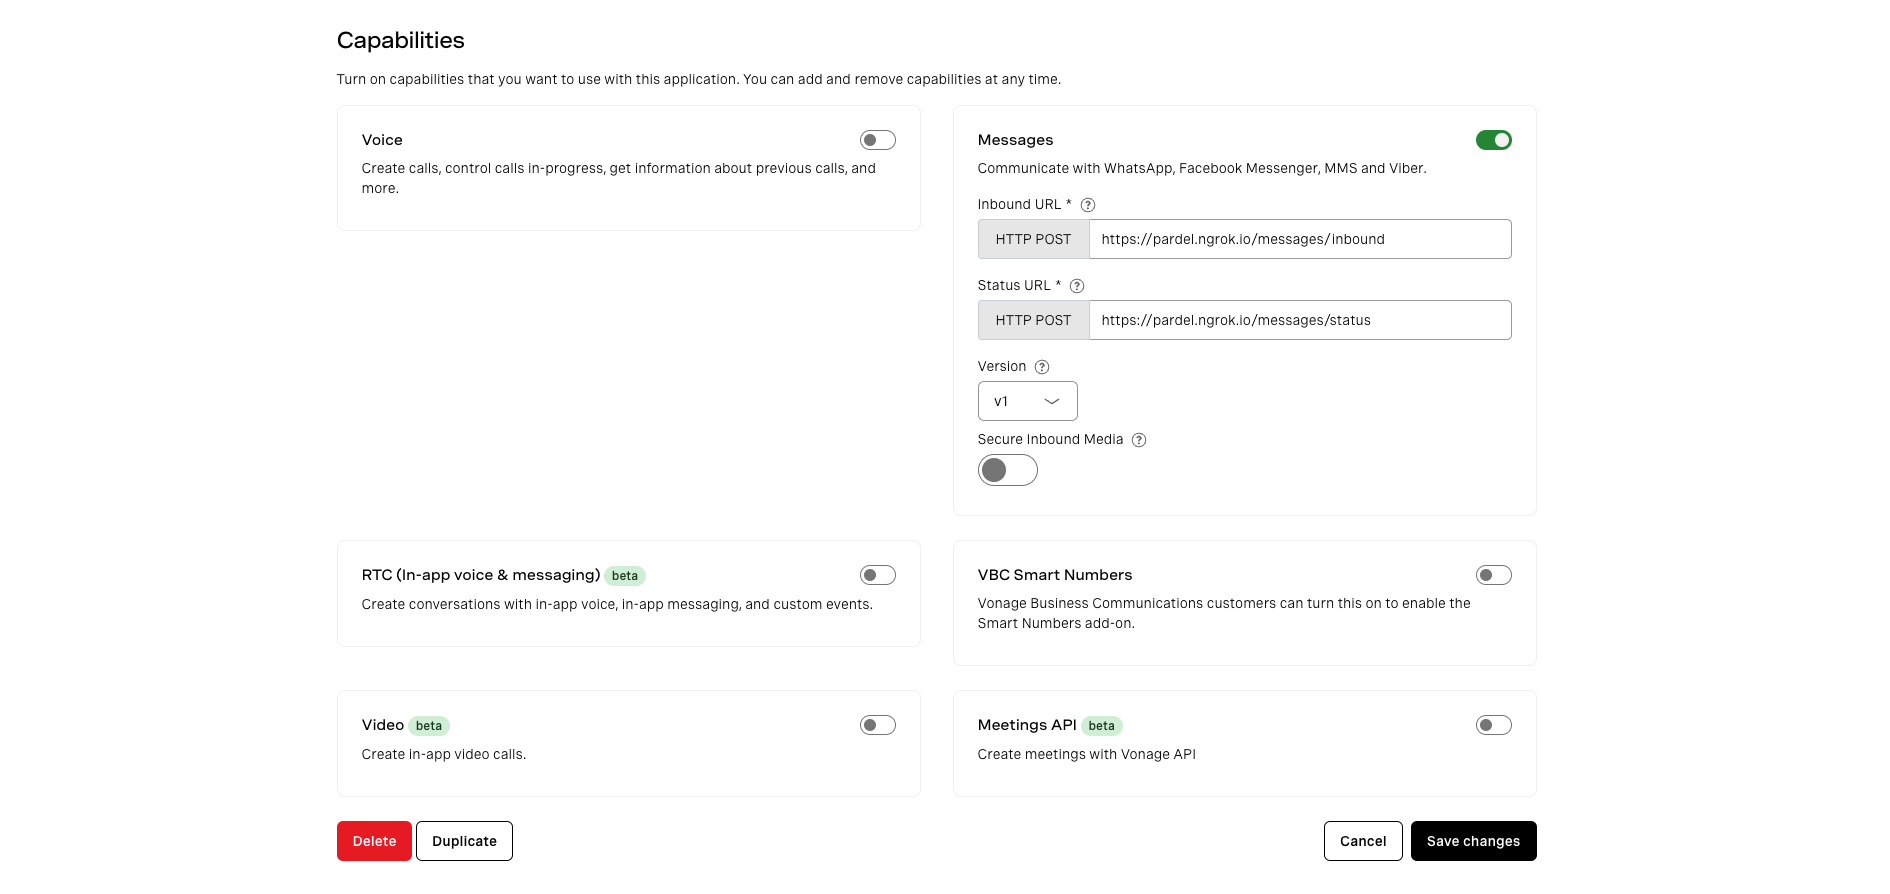 Capabilities
Turn on capabilities that you want to use with this application. You can add and remove capabilities at any time.
Voice
Create calls, control calls in-progress, get information about previous calls, and
more.
Messages
Communicate with WhatsApp, Facebook Messenger, MMS and Viber.
Inbound URL * ?
HTTP POST https://pardel.ngrok.io/messages/inbound
Status URL * ?
HTTP POST https://pardel.ngrok.io/messages/status
Version ?
v1
Secure Inbound Media ?
RTC (In-app voice & messaging) beta
Create conversations with in-app voice, in-app messaging, and custom events.
VBC Smart Numbers
Vonage Business Communications customers can turn this on to enable the
Smart Numbers add-on.
Video beta
Create in-app video calls.
Meetings API beta
Create meetings with Vonage API
Delete Duplicate Cancel Save changes